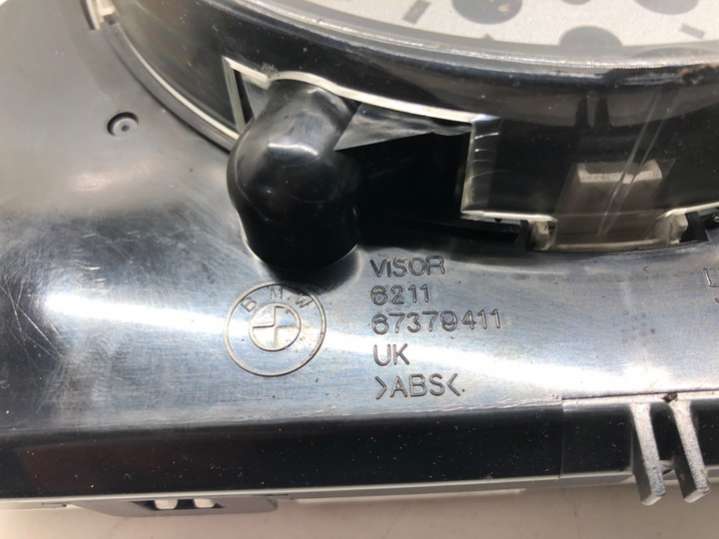 BMW
VISOR
6211
67379411
UK
>ABS<